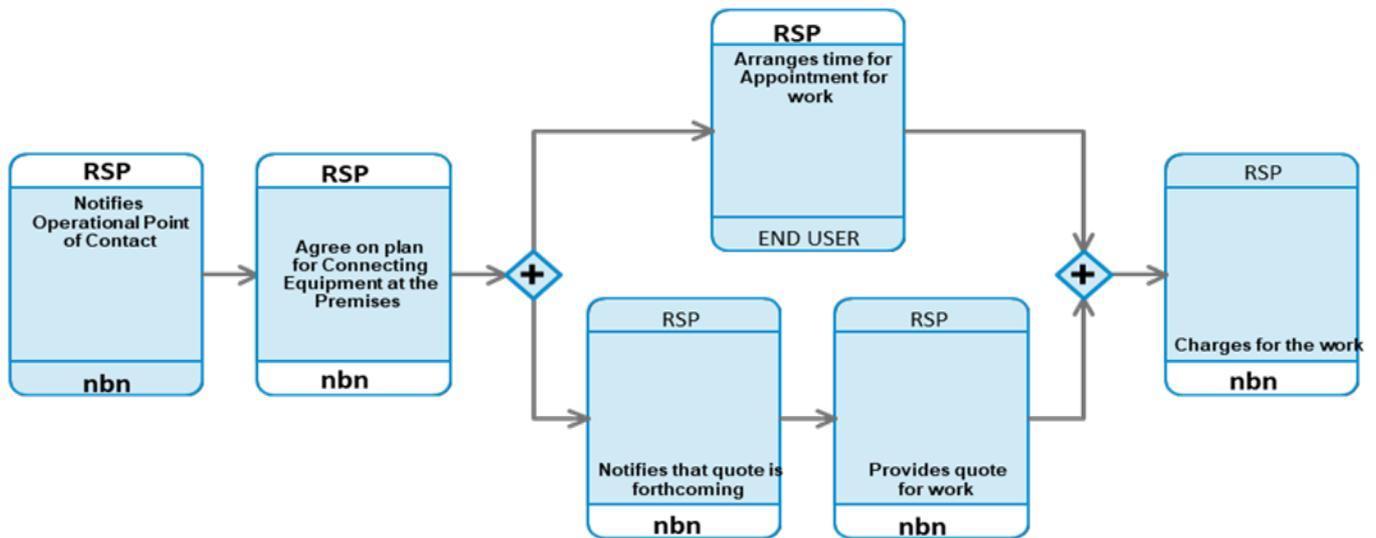 RSP
Notifies
Operational Point
of Contact
nbn
RSP
Agree on plan
for Connecting
Equipment at the
Premises
nbn
RSP
Arranges time for
Appointment for
work
END USER
RSP
Notifies that quote is
forthcoming
nbn
RSP
Provides quote
for work
nbn
RSP
Charges for the work
nbn